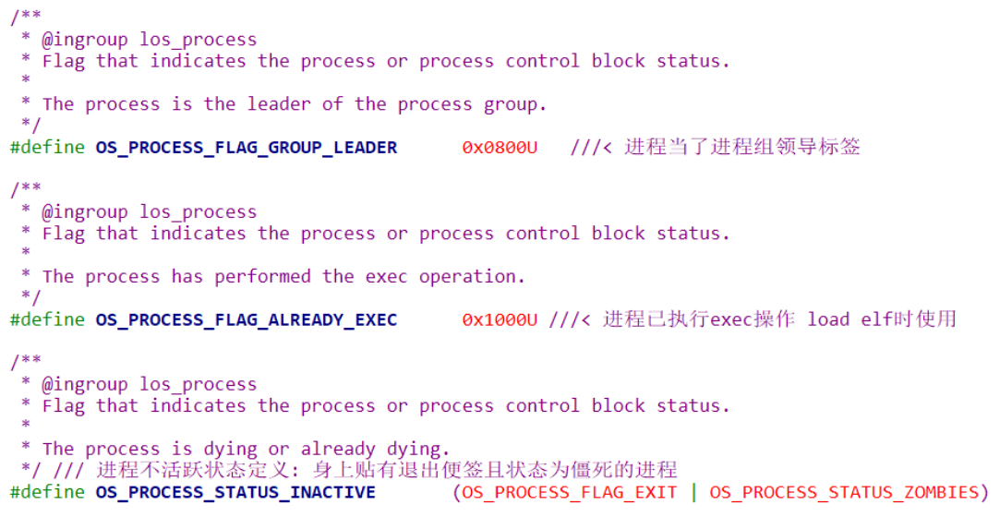 /**
 * @ingroup los_process
 * Flag that indicates the process or process control block status.
 *
 * The process is the leader of the process group.
 */
#define OS_PROCESS_FLAG_GROUP_LEADER 0x0800U ///< 进程当了进程组领导标签
/**
 * @ingroup los_process
 * Flag that indicates the process or process control block status.
 *
 * The process has performed the exec operation.
 */
#define OS_PROCESS_FLAG_ALREADY_EXEC 0x1000U ///< 进程已执行exec操作 load elf时使用
/**
 * @ingroup los_process
 * Flag that indicates the process or process control block status.
 *
 * The process is dying or already dying.
 */ /// 进程不活跃状态定义: 身上贴有退出便签且状态为僵死的进程
#define OS_PROCESS_STATUS_INACTIVE (OS_PROCESS_FLAG_EXIT | OS_PROCESS_STATUS_ZOMBIES)